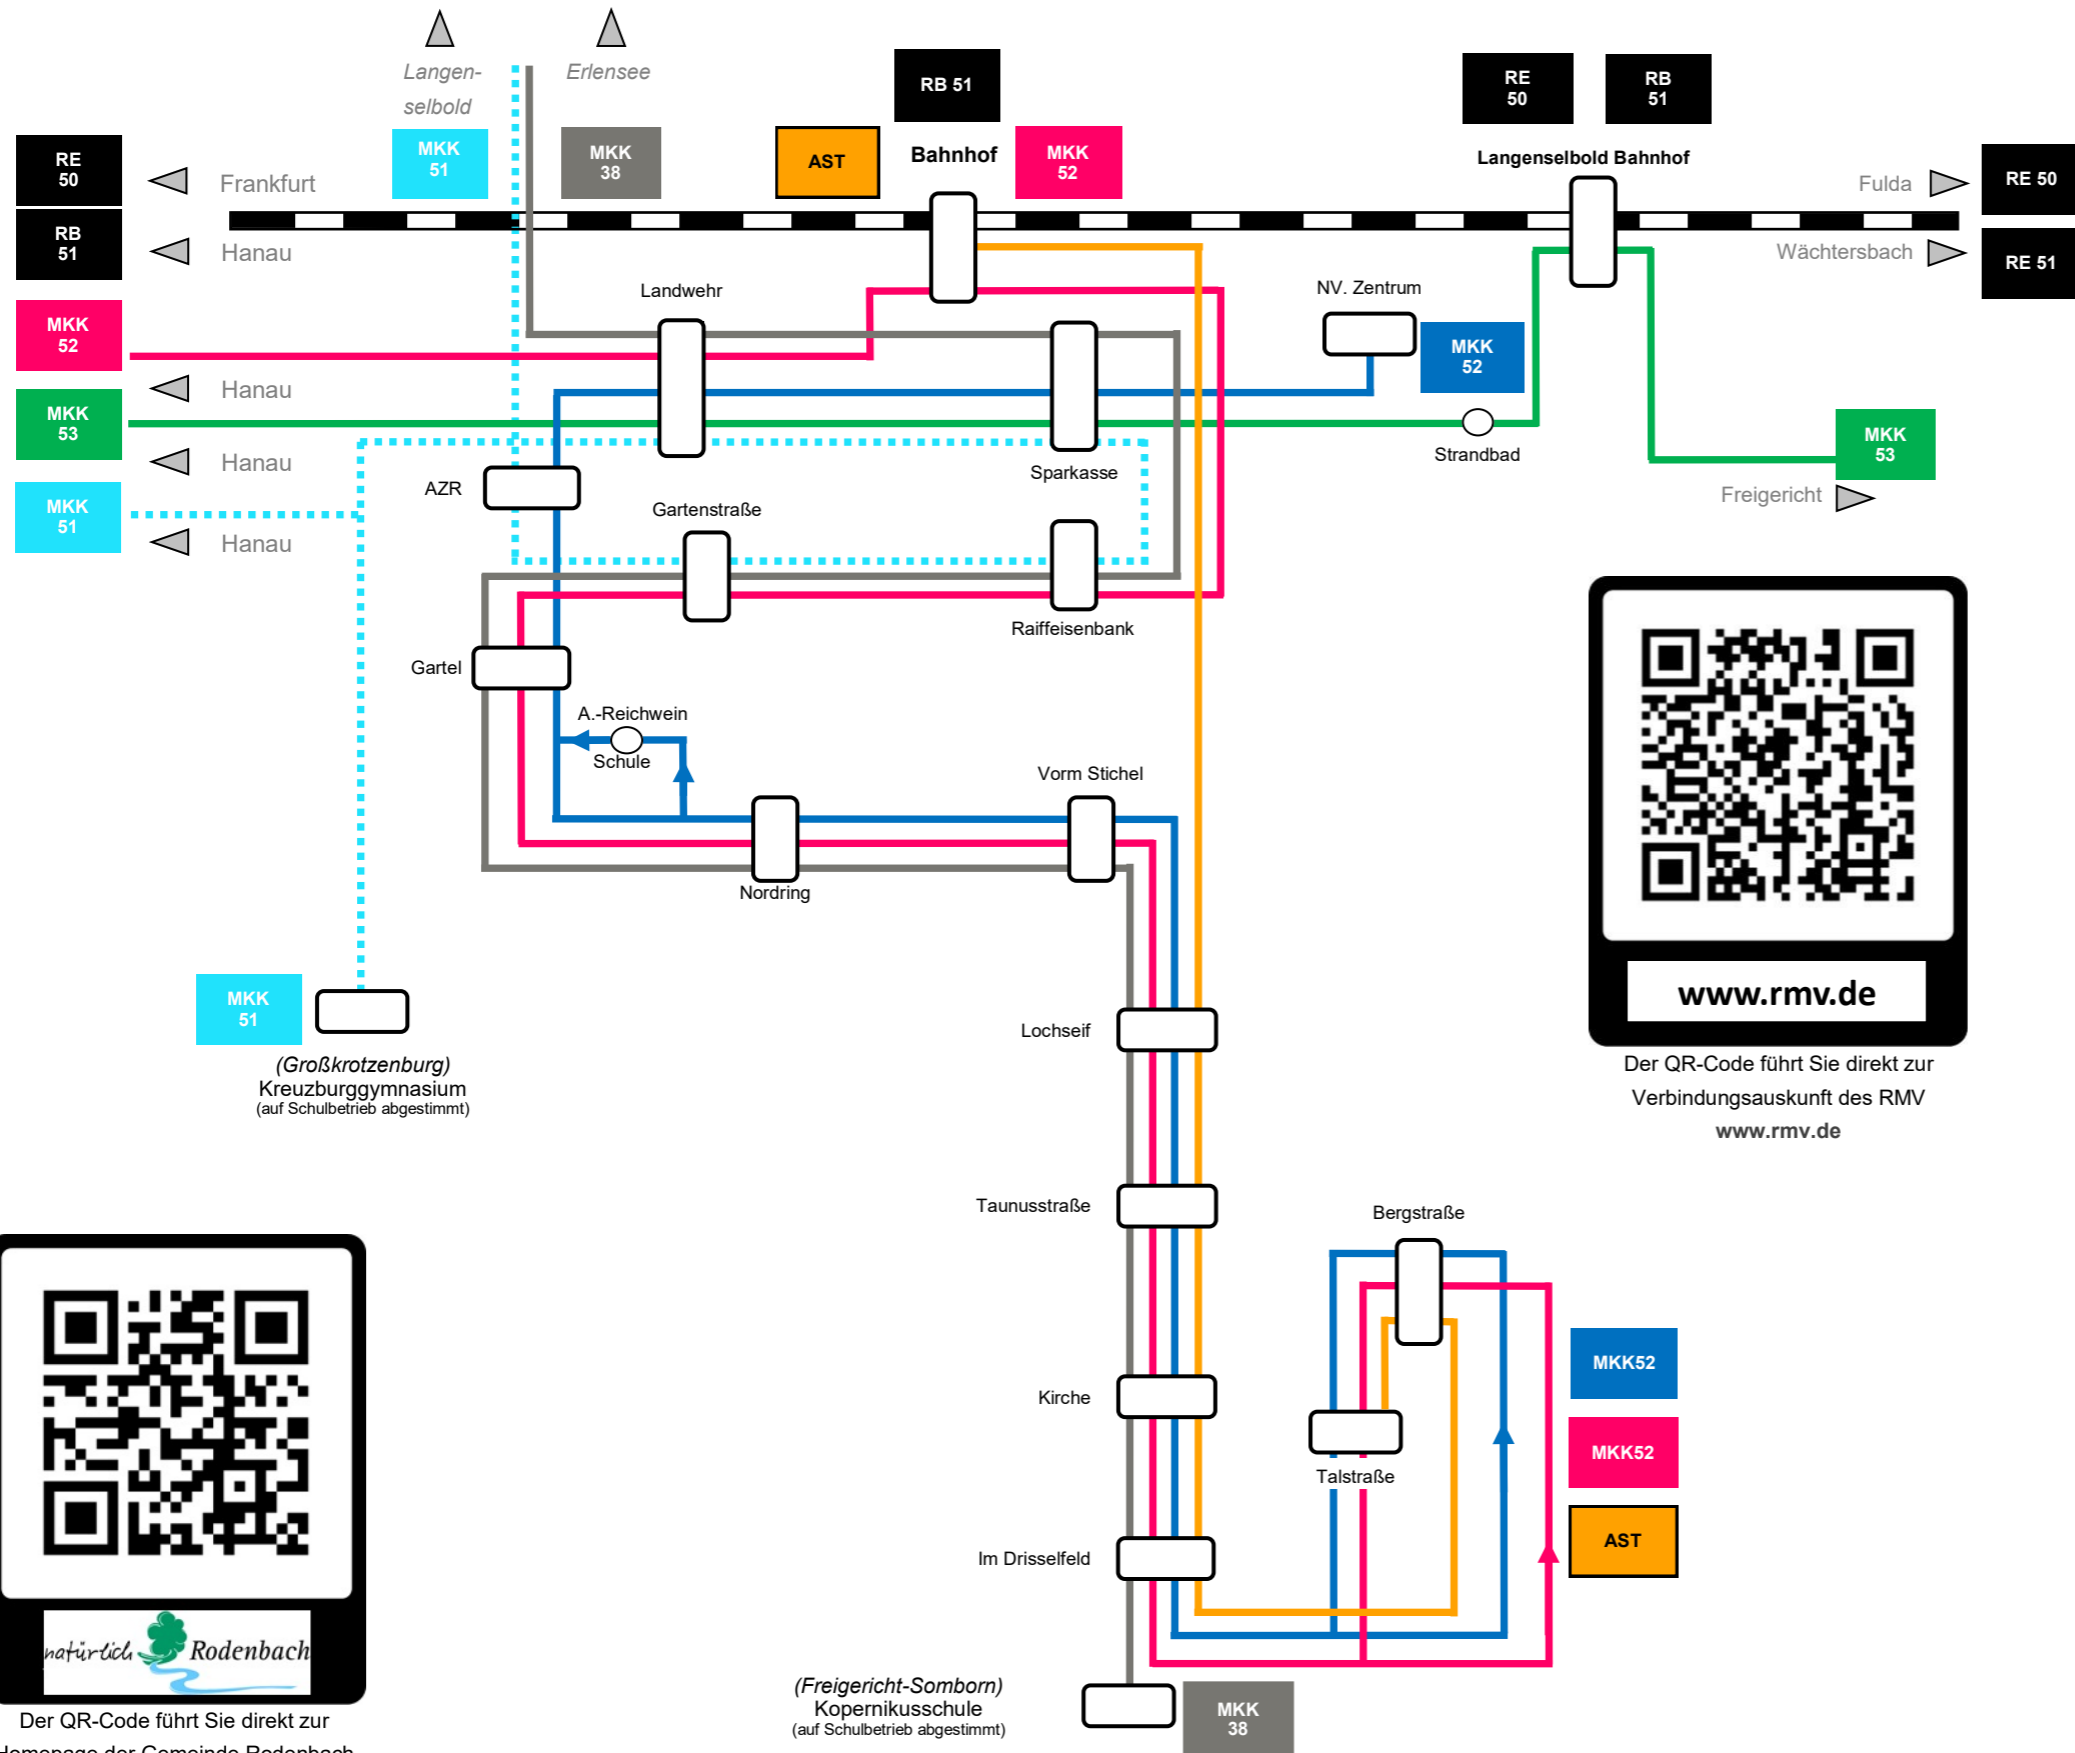 Langen-
selbold
Erlensee
RB 51
RE
50
RB
51
MKK
51
MKK
38
AST
Bahnhof
MKK
52
Langenselbold Bahnhof
RE
50
Frankfurt
Fulda
RE 50
RB
51
Hanau
Wächtersbach
RE 51
Landwehr
NV. Zentrum
MKK
52
MKK
52
Hanau
MKK
53
Hanau
Strandbad
MKK
53
Freigericht
Sparkasse
AZR
MKK
51
Hanau
Gartenstraße
Raiffeisenbank
Gartel
A.-Reichwein
Schule
Vorm Stichel
Nordring
www.rmv.de
Der QR-Code führt Sie direkt zur
Verbindungsauskunft des RMV
www.rmv.de
MKK
51
(Großkrotzenburg)
Kreuzburggymnasium
(auf Schulbetrieb abgestimmt)
Lochseif
Taunusstraße
Bergstraße
Kirche
MKK52
MKK52
Talstraße
AST
Im Drisselfeld
natürlich Rodenbach
Der QR-Code führt Sie direkt zur
Homepage der Gemeinde Rodenbach
(Freigericht-Somborn)
Kopernikusschule
(auf Schulbetrieb abgestimmt)
MKK
38